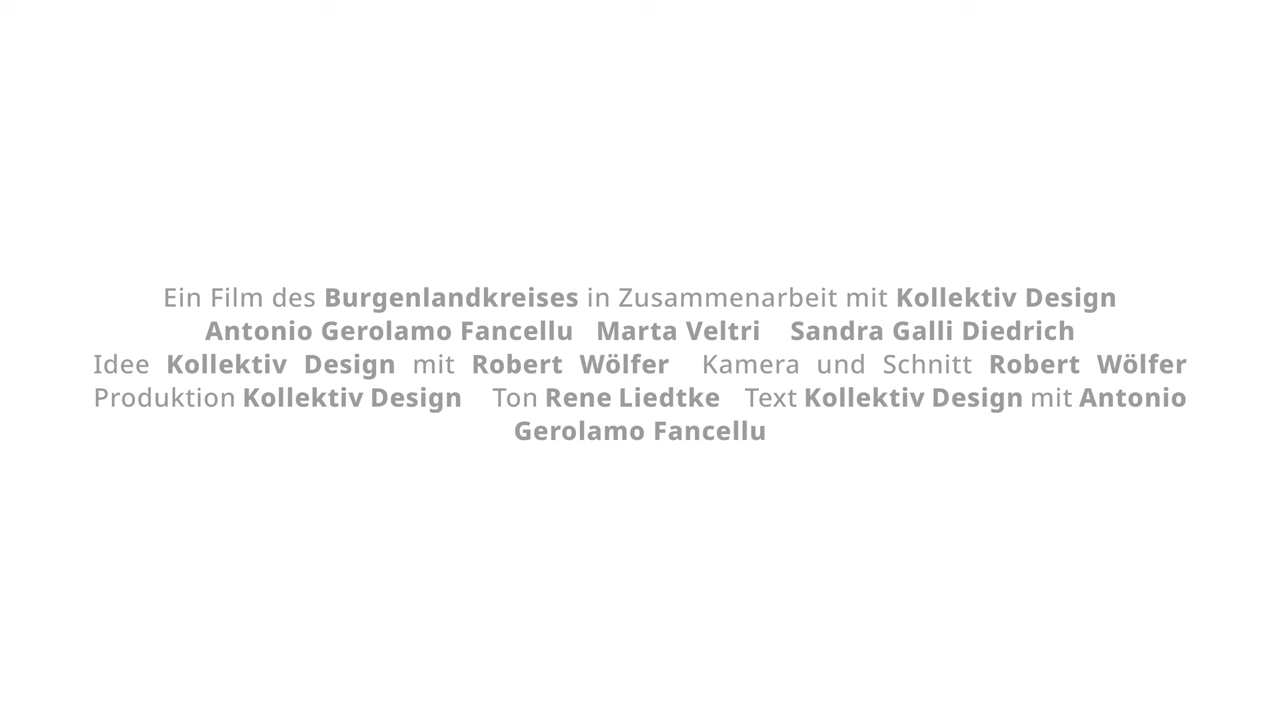 Ein Film des Burgenlandkreises in Zusammenarbeit mit Kollektiv Design
Antonio Gerolamo Fancellu Marta Veltri Sandra Galli Diedrich
Idee Kollektiv Design mit Robert Wölfer Kamera und Schnitt Robert Wölfer
Produktion Kollektiv Design Ton Rene Liedtke Text Kollektiv Design mit Antonio
Gerolamo Fancellu